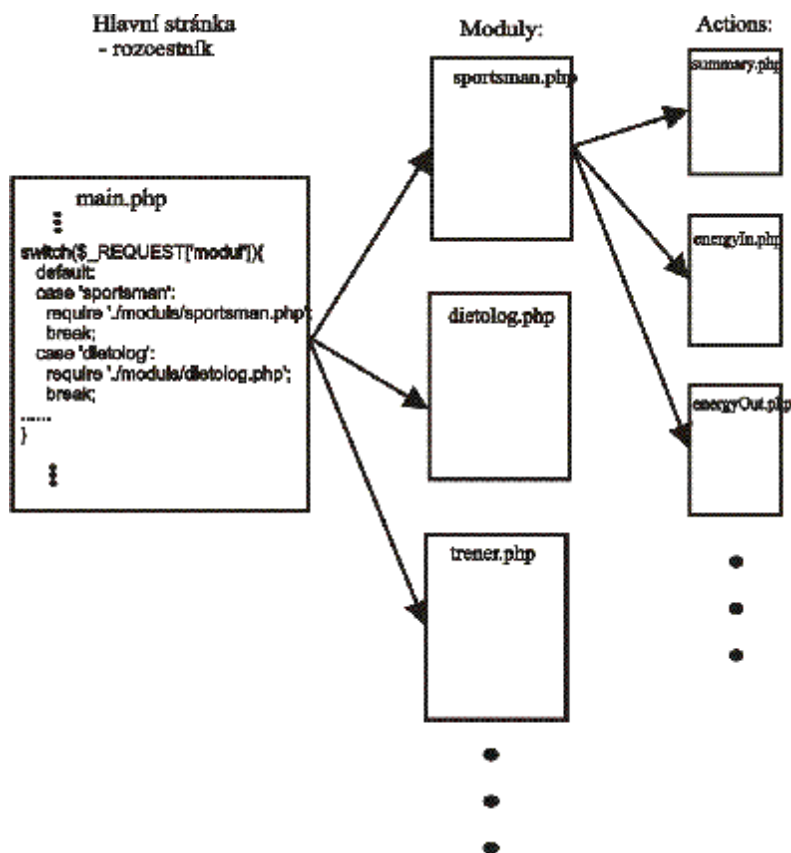 Hlavní stránka
- rozcestník
Moduly:
Actions:
main.php
switch($_REQUEST['modul']){
default:
case 'sportsman':
require './moduls/sportsman.php';
break;
case 'dietolog':
require './moduls/dietolog.php';
break;
......
}
sportsman.php
dietolog.php
trener.php
summary.php
energyIn.php
energyOut.php